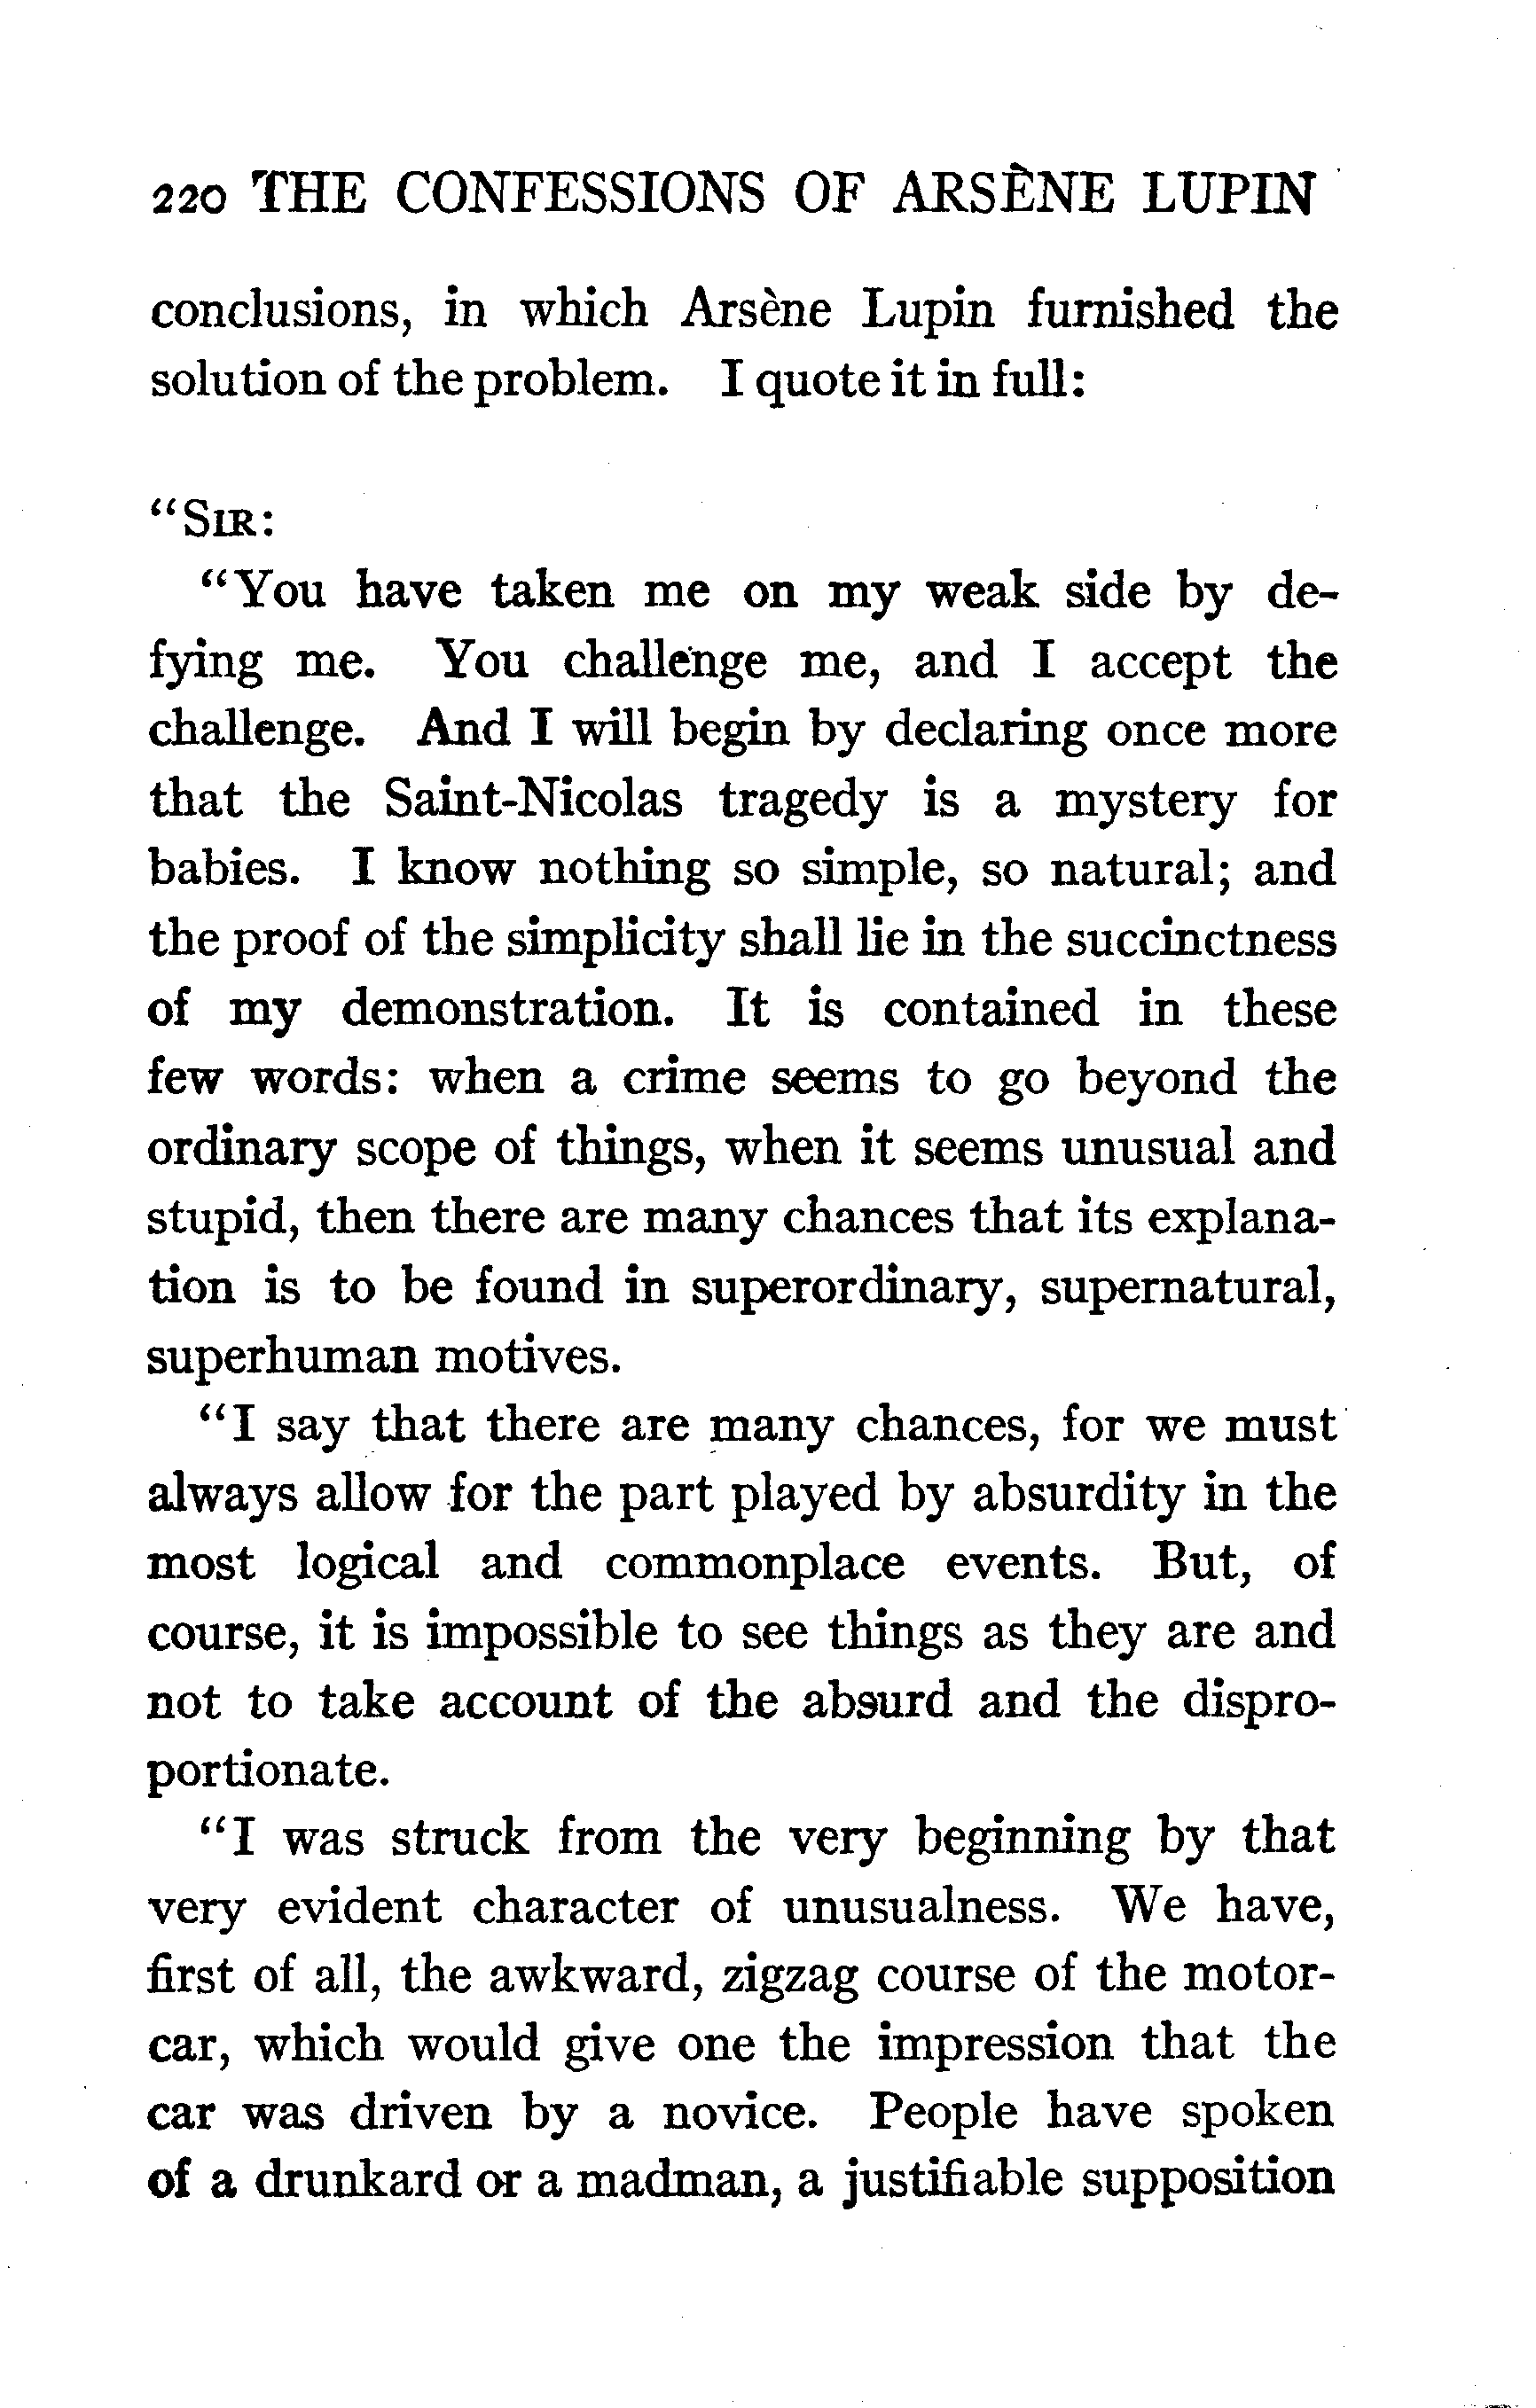 220 THE CONFESSIONS OF ARSÈNE LUPIN
conclusions, in which Arsène Lupin furnished the
solution of the problem. I quote it in full:
“SIR:
“You have taken me on my weak side by de-
fying me. You challenge me, and I accept the
challenge. And I will begin by declaring once more
that the Saint-Nicolas tragedy is a mystery for
babies. I know nothing so simple, so natural; and
the proof of the simplicity shall lie in the succinctness
of my demonstration. It is contained in these
few words: when a crime seems to go beyond the
ordinary scope of things, when it seems unusual and
stupid, then there are many chances that its explana-
tion is to be found in superordinary, supernatural,
superhuman motives.
“I say that there are many chances, for we must
always allow for the part played by absurdity in the
most logical and commonplace events. But, of
course, it is impossible to see things as they are and
not to take account of the absurd and the dispro-
portionate.
“I was struck from the very beginning by that
very evident character of unusualness. We have,
first of all, the awkward, zigzag course of the motor-
car, which would give one the impression that the
car was driven by a novice. People have spoken
of a drunkard or a madman, a justifiable supposition